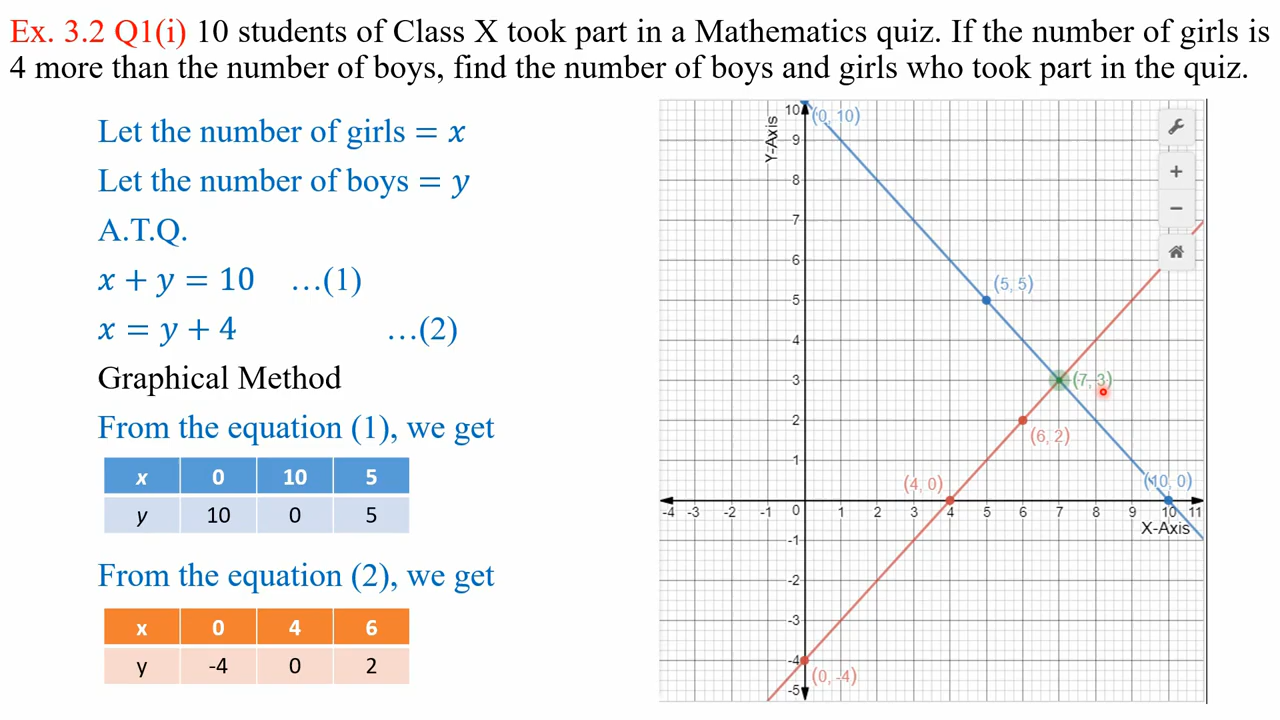 Ex. 3.2 Q1(i) 10 students of Class X took part in a Mathematics quiz. If the number of girls is
4 more than the number of boys, find the number of boys and girls who took part in the quiz.
Let the number of girls = x
Let the number of boys = y
A.T.Q.
x + y = 10 …(1)
x = y + 4 …(2)
Graphical Method
From the equation (1), we get
x 0 10 5
y 10 0 5
From the equation (2), we get
x 0 4 6
y -4 0 2
Y-Axis
10
(0, 10)
9
8
7
6
5
(5, 5)
4
3
(7, 3)
2
(6, 2)
1
(4, 0)
(10, 0)
-4 -3 -2 -1 0 1 2 3 4 5 6 7 8 9 10 11
X-Axis
-1
-2
-3
-4
(0, -4)
-5
+
−